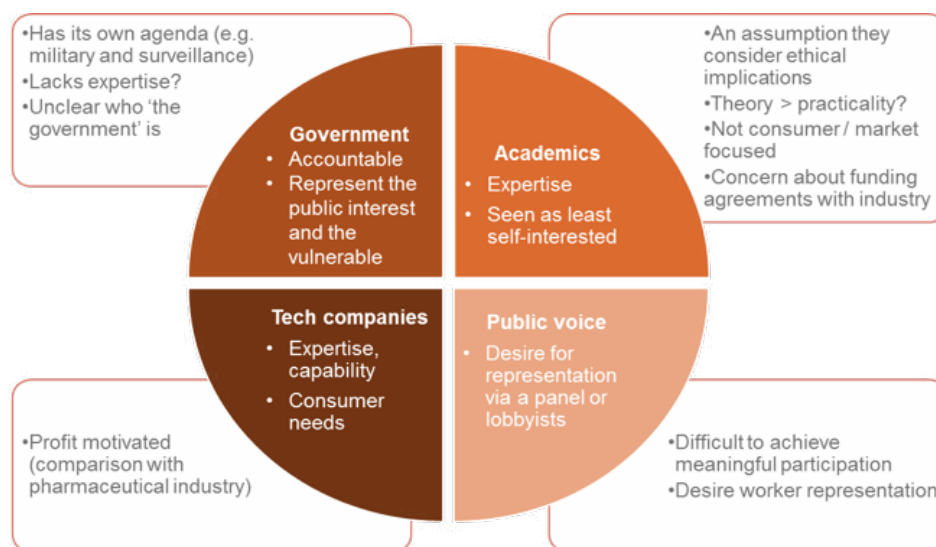 •Has its own agenda (e.g.
military and surveillance)
•Lacks expertise?
•Unclear who ‘the
government’ is
Government
• Accountable
• Represent the
public interest
and the
vulnerable
Academics
• Expertise
• Seen as least
self-interested
•An assumption they
consider ethical
implications
•Theory > practicality?
•Not consumer / market
focused
•Concern about funding
agreements with industry
Tech companies
• Expertise,
capability
• Consumer
needs
Public voice
• Desire for
representation
via a panel or
lobbyists
•Profit motivated
(comparison with
pharmaceutical industry)
•Difficult to achieve
meaningful participation
•Desire worker representation